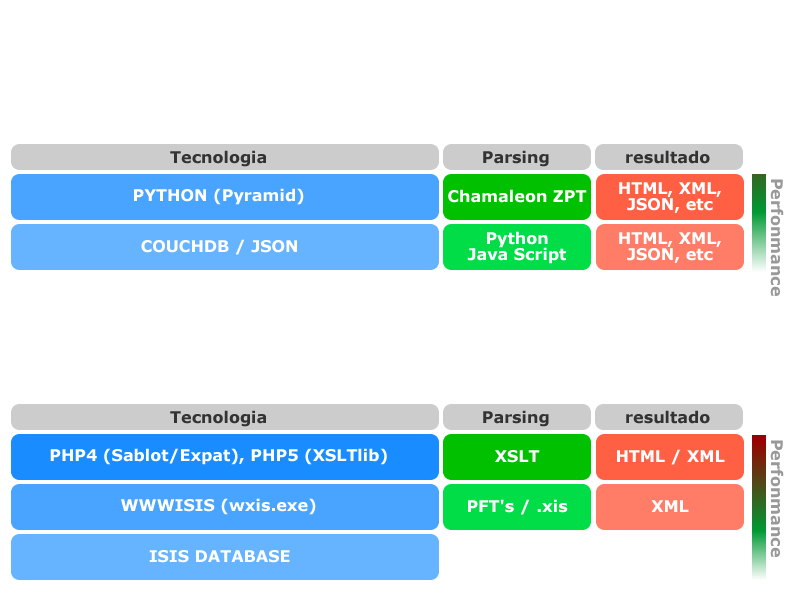 Tecnologia Parsing resultado
PYTHON (Pyramid) Chamaleon ZPT HTML, XML,
JSON, etc
COUCHDB / JSON Python HTML, XML,
Java Script JSON, etc
Perfonmance
Tecnologia Parsing resultado
PHP4 (Sablot/Expat), PHP5 (XSLTlib) XSLT HTML / XML
WWWISIS (wxis.exe) PFT's / .xis XML
ISIS DATABASE
Perfonmance